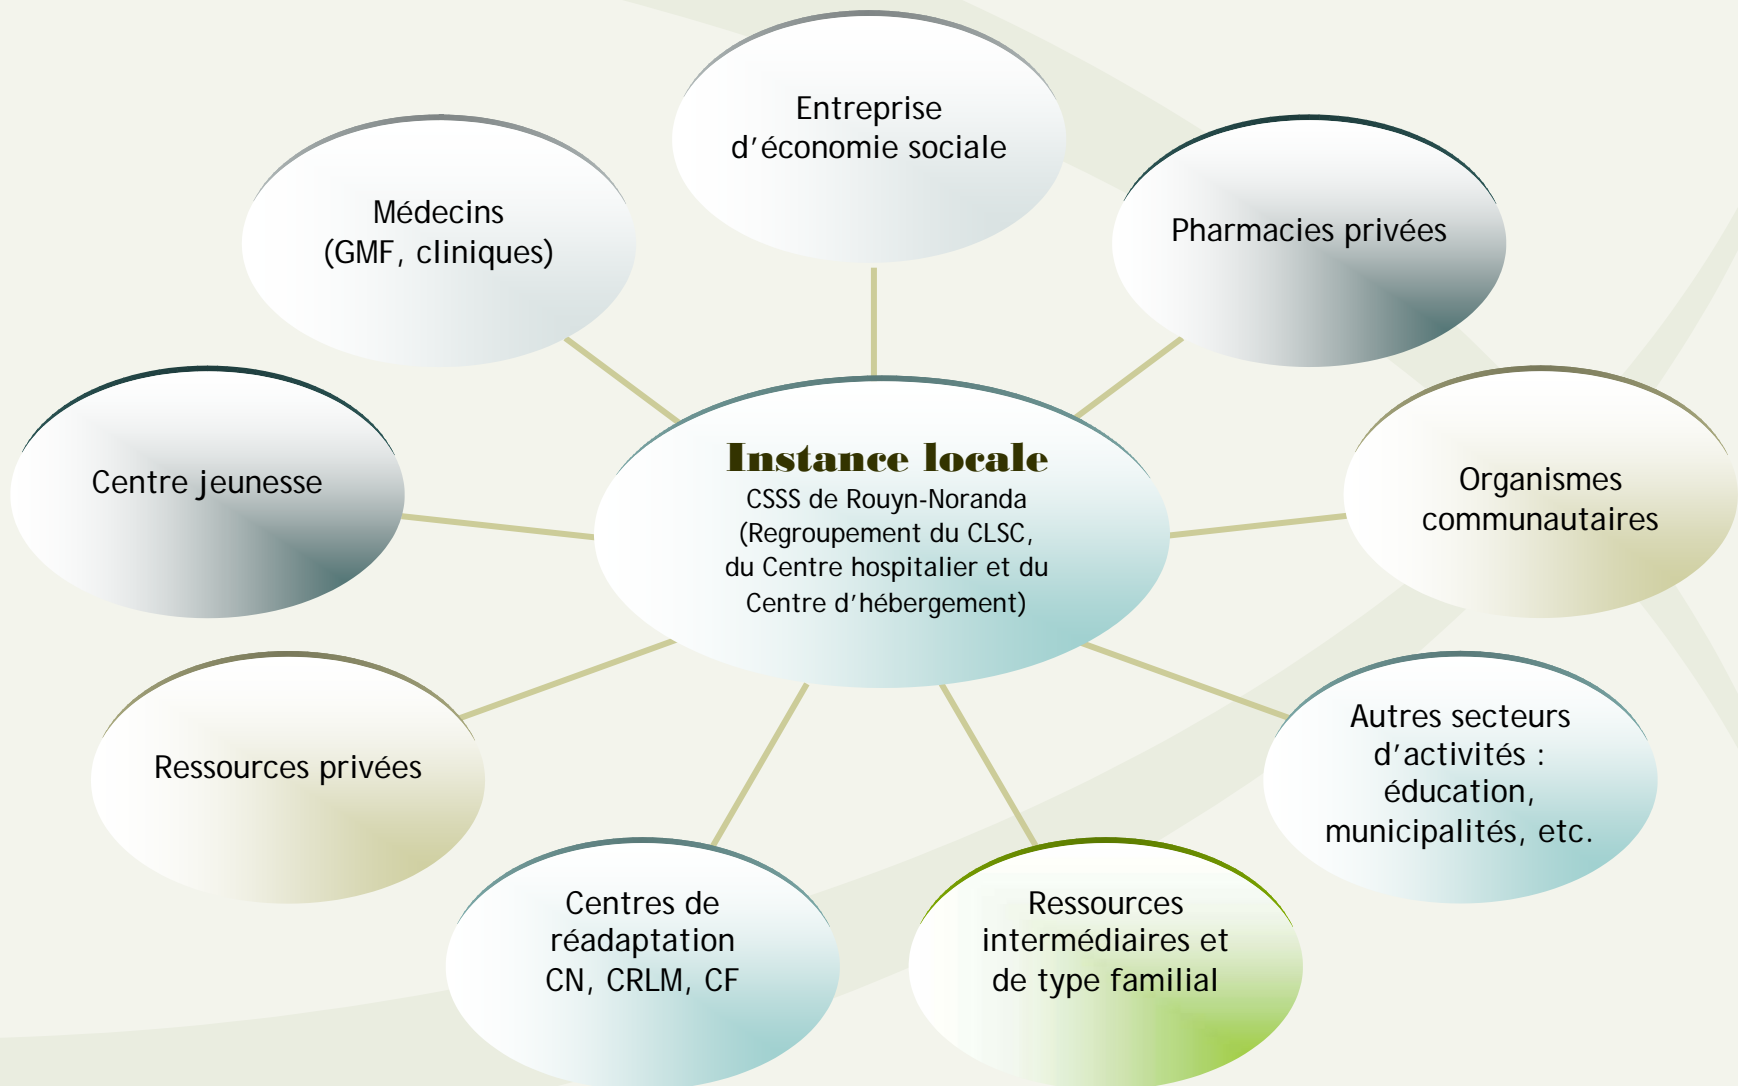 Entreprise
d'économie sociale
Médecins
(GMF, cliniques)
Pharmacies privées
Centre jeunesse
Instance locale
CSSS de Rouyn-Noranda
(Regroupement du CLSC,
du Centre hospitalier et du
Centre d'hébergement)
Organismes
communautaires
Ressources privées
Autres secteurs
d'activités :
éducation,
municipalités, etc.
Centres de
réadaptation
CN, CRLM, CF
Ressources
intermédiaires et
de type familial